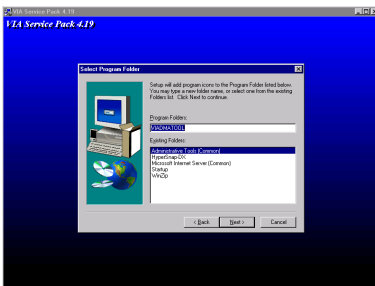 VIA Service Pack 4.19
VIA Service Pack 4.19
Select Program Folder
Setup will add program icons to the Program Folder listed below.
You may type a new folder name, or select one from the existing
Folders list. Click Next to continue.
Program Folders:
VIADMATOOL
Existing Folders:
Administrative Tools (Common)
HyperSnap-DX
Microsoft Internet Server (Common)
Startup
WinZip
< Back
Next >
Cancel